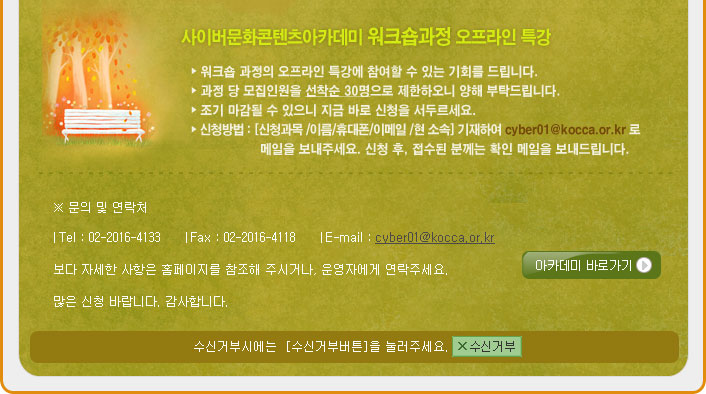 사이버문화콘텐츠아카데미 워크숍과정 오프라인 특강
▶ 워크숍 과정의 오프라인 특강에 참여할 수 있는 기회를 드립니다.
▶ 과정 당 모집인원을 선착순 30명으로 제한하오니 양해 부탁드립니다.
▶ 조기 마감될 수 있으니 지금 바로 신청을 서두르세요.
▶ 신청방법 : [신청과목 /이름/휴대폰/이메일 /현 소속] 기재하여 cyber01@kocca.or.kr 로
메일을 보내주세요. 신청 후, 접수된 분께는 확인 메일을 보내드립니다.
※ 문의 및 연락처
| Tel : 02-2016-4133 | Fax : 02-2016-4118 | E-mail : cyber01@kocca.or.kr
보다 자세한 사항은 홈페이지를 참조해 주시거나, 운영자에게 연락주세요.
아카데미 바로가기
많은 신청 바랍니다. 감사합니다.
수신거부시에는 [수신거부버튼]을 눌러주세요. ✕수신거부